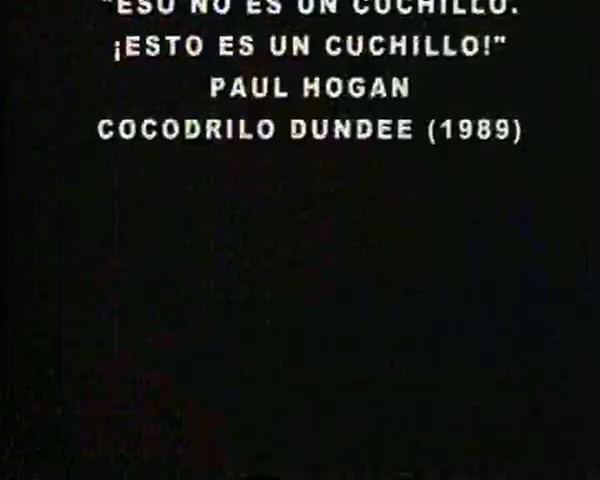 "ESO NO ES UN CUCHILLO.
¡ESTO ES UN CUCHILLO!"
PAUL HOGAN
COCODRILO DUNDEE (1989)